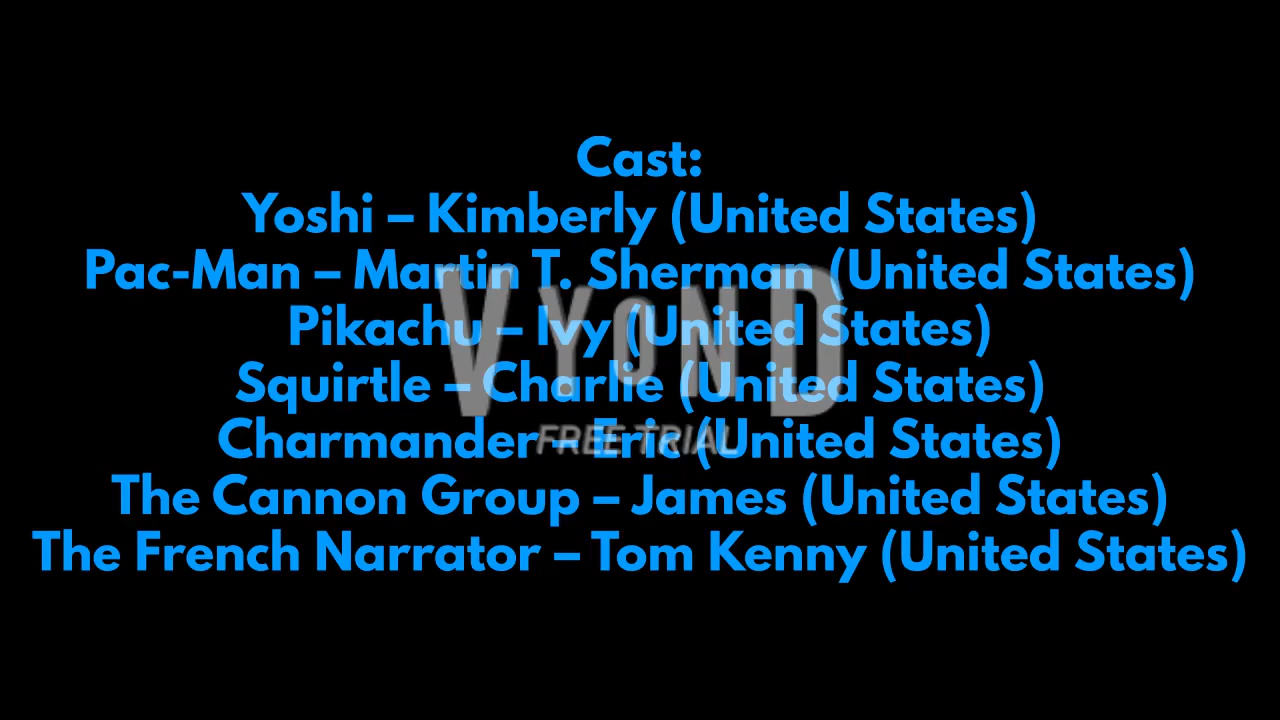 Cast:
Yoshi – Kimberly (United States)
Pac-Man – Martin T. Sherman (United States)
Pikachu – Ivy (United States)
Squirtle – Charlie (United States)
Charmander – Eric (United States)
The Cannon Group – James (United States)
The French Narrator – Tom Kenny (United States)
VYOND
FREE TRIAL